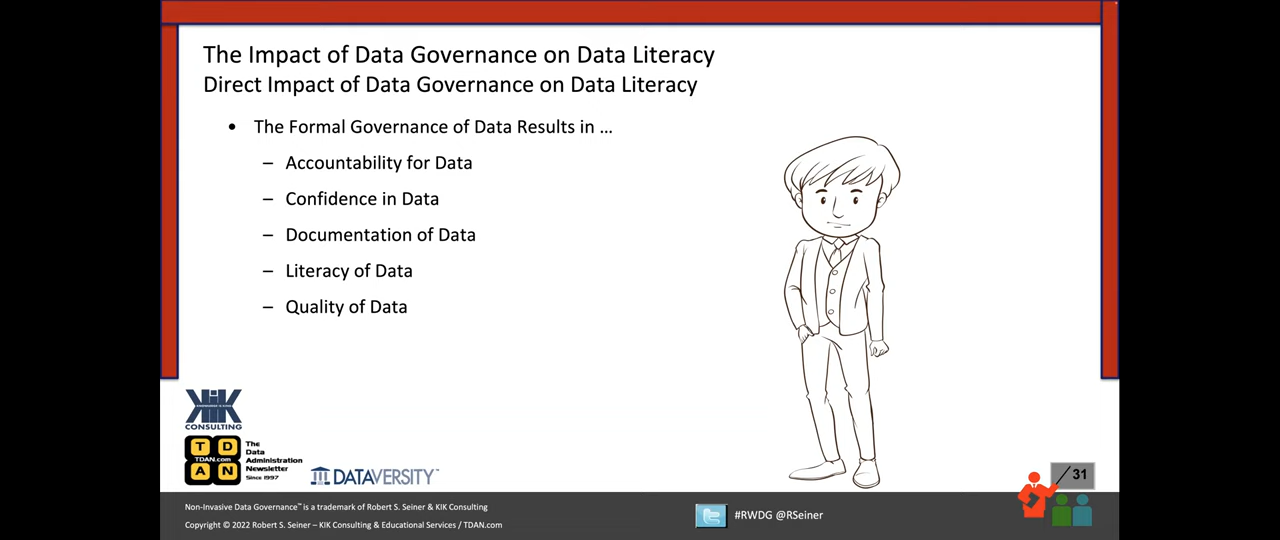 The Impact of Data Governance on Data Literacy
Direct Impact of Data Governance on Data Literacy
• The Formal Governance of Data Results in ...
– Accountability for Data
– Confidence in Data
– Documentation of Data
– Literacy of Data
– Quality of Data
KIK
CONSULTING
T D
TDAN.com
A N
The
Data
Administration
Newsletter
Since 1997
DATAVERSITY™
/ 31
Non-Invasive Data Governance™ is a trademark of Robert S. Seiner & KIK Consulting
Copyright © 2022 Robert S. Seiner – KIK Consulting & Educational Services / TDAN.com
#RWDG @RSeiner